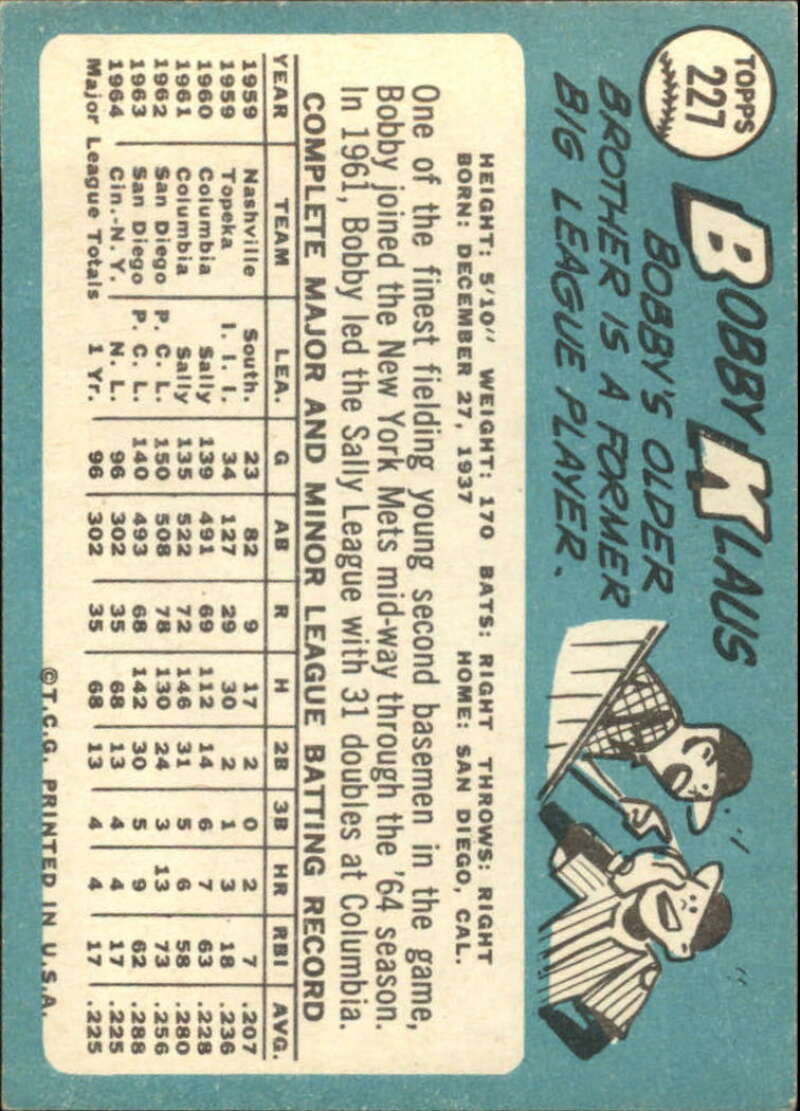 TOPPS
227
BOBBY KLAUS
BOBBY'S OLDER
BROTHER IS A FORMER
BIG LEAGUE PLAYER.
HEIGHT: 5/10" WEIGHT: 170 BATS: RIGHT THROWS: RIGHT
BORN: DECEMBER 27, 1937 HOME: SAN DIEGO, CAL.
One of the finest fielding young second basemen in the game,
Bobby joined the New York Mets mid-way through the '64 season.
In 1961, Bobby led the Sally League with 31 doubles at Columbia.
COMPLETE MAJOR AND MINOR LEAGUE BATTING RECORD
YEAR TEAM LEA. G AB R H 2B 3B HR RBI AVG.
1959 Nashville South. 23 82 9 17 2 0 2 7 .207
1959 Topeka I. I. I. 34 127 29 30 2 1 3 18 .236
1960 Columbia Sally 139 491 69 112 14 6 7 63 .228
1961 Columbia Sally 135 522 72 146 31 5 6 58 .280
1962 San Diego P. C. L. 150 508 78 130 24 3 13 73 .256
1963 San Diego P. C. L. 140 493 68 142 30 5 9 62 .288
1964 Cin.-N. Y. N. L. 96 302 35 68 13 4 4 17 .225
Major League Totals 1 Yr. 96 302 35 68 13 4 4 17 .225
©T.C.G. PRINTED IN U.S.A.